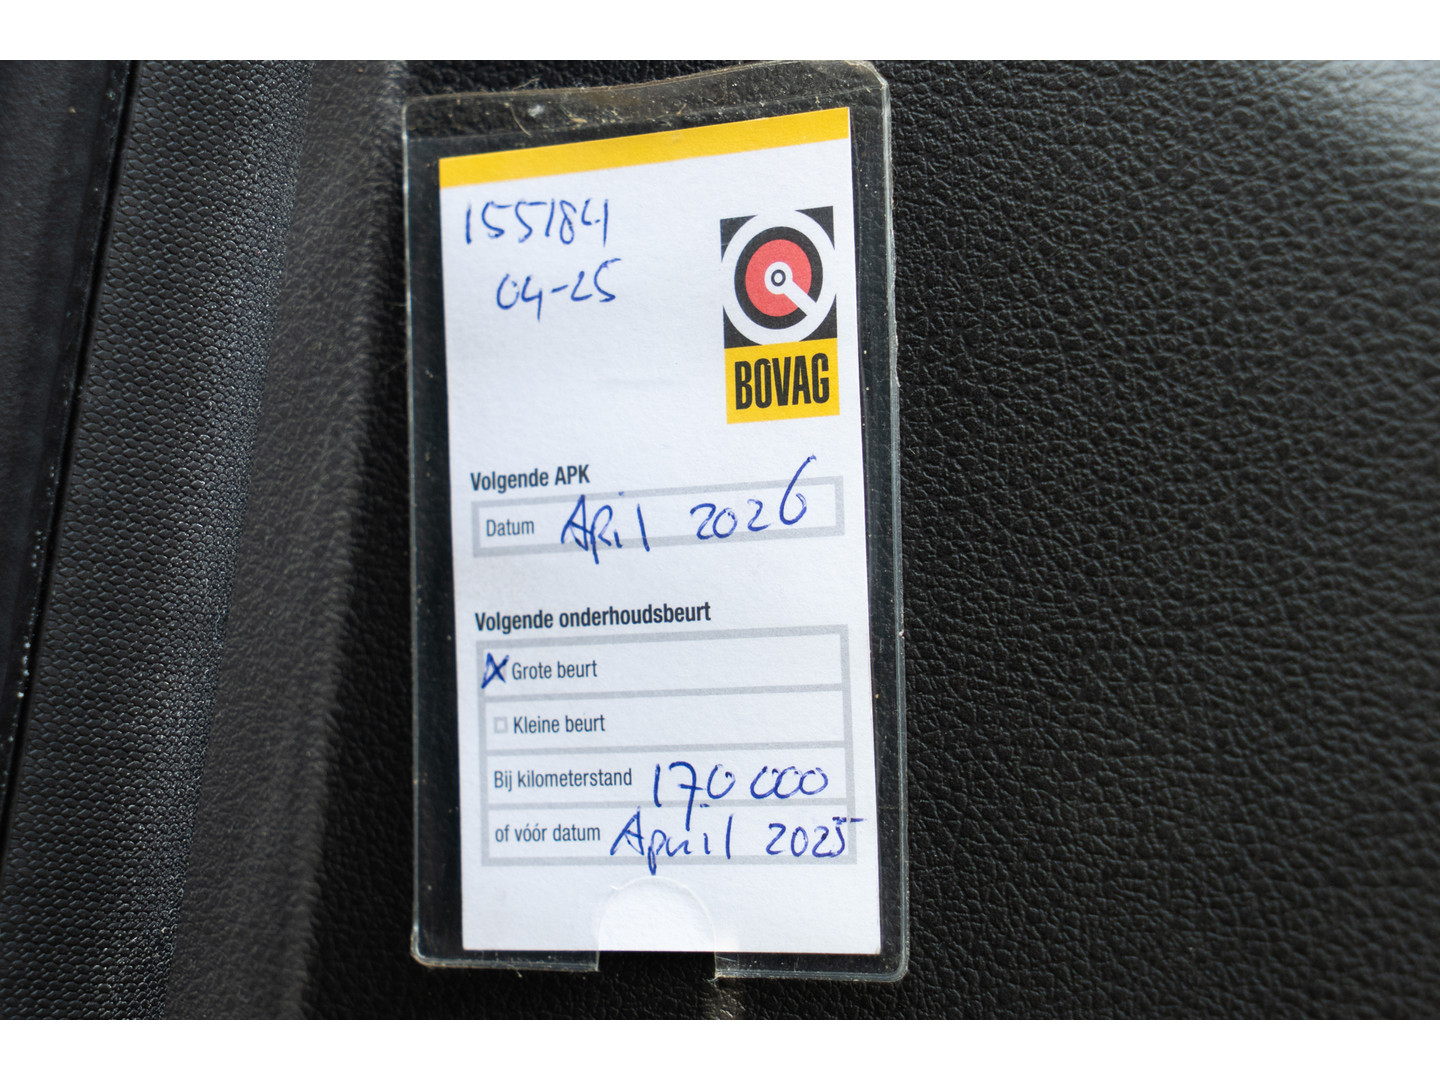 155184
04-25
BOVAG
Volgende APK
Datum April 2026
Volgende onderhoudsbeurt
X Grote beurt
Kleine beurt
Bij kilometerstand 170.000
of vóór datum April 2025